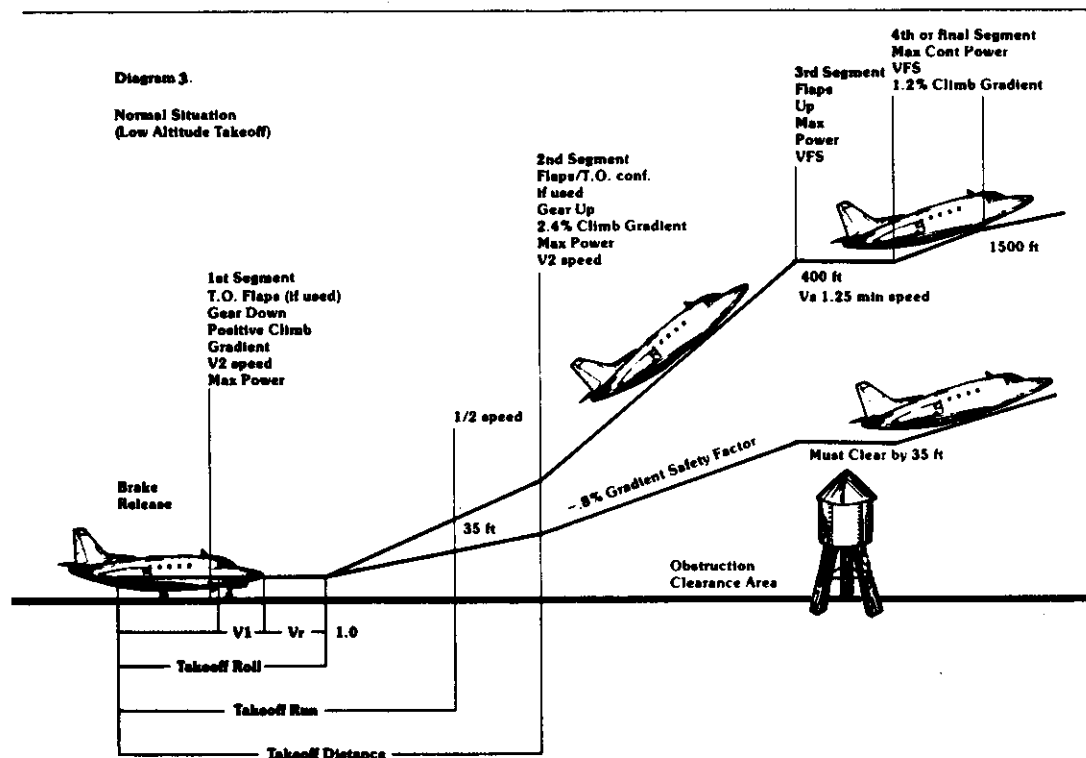 Diagram 3.
Normal Situation
(Low Altitude Takeoff)
1st Segment
T.O. Flaps (if used)
Gear Down
Positive Climb
Gradient
V2 speed
Max Power
2nd Segment
Flaps/T.O. conf.
if used
Gear Up
2.4% Climb Gradient
Max Power
V2 speed
3rd Segment
Flaps
Up
Max
Power
VFS
4th or final Segment
Max Cont Power
VFS
1.2% Climb Gradient
1500 ft
400 ft
Vs 1.25 min speed
1/2 speed
35 ft
-.8% Gradient Safety Factor
Must Clear by 35 ft
Brake
Release
Obstruction
Clearance Area
V1
Vr
1.0
Takeoff Roll
Takeoff Run
Takeoff Distance